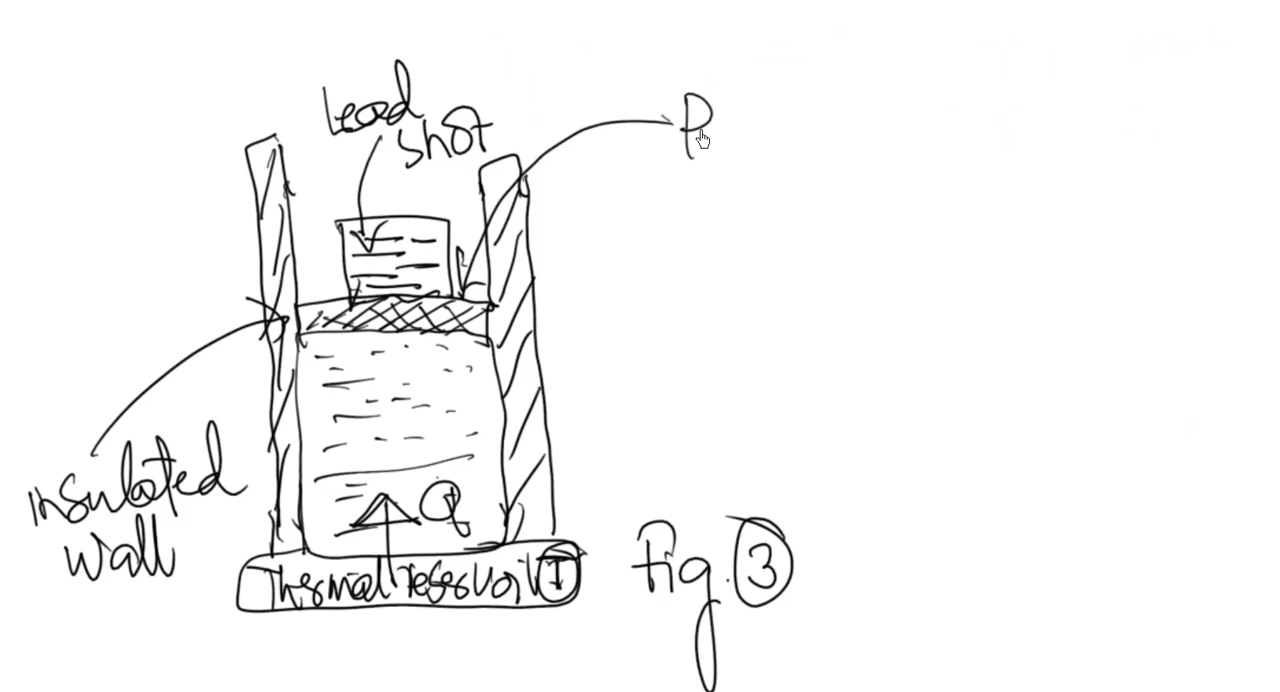 Lead
shot
P
Insulated
wall
Q
Thermal reservoir T
Fig. 3